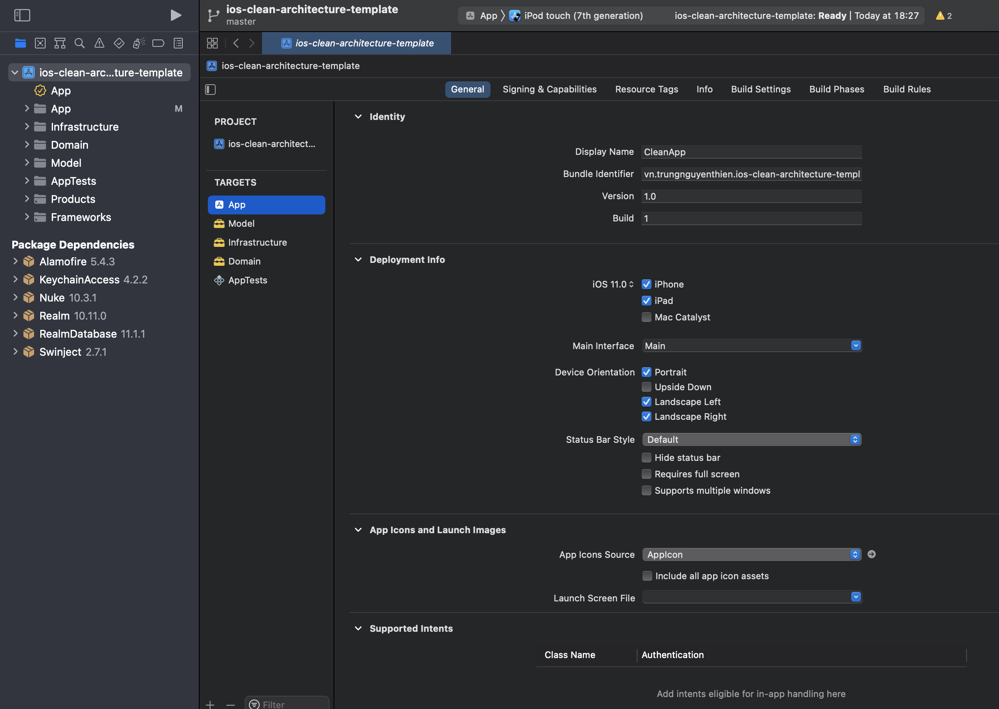 ios-clean-architecture-template
master
App
iPod touch (7th generation)
ios-clean-architecture-template: Ready | Today at 18:27
2
ios-clean-architecture-template
ios-clean-arc...ture-template
App
App
M
Infrastructure
Domain
Model
AppTests
Products
Frameworks
Package Dependencies
Alamofire 5.4.3
KeychainAccess 4.2.2
Nuke 10.3.1
Realm 10.11.0
RealmDatabase 11.1.1
Swinject 2.7.1
ios-clean-architecture-template
General
Signing & Capabilities
Resource Tags
Info
Build Settings
Build Phases
Build Rules
PROJECT
ios-clean-architect...
TARGETS
App
Model
Infrastructure
Domain
AppTests
Filter
Identity
Display Name CleanApp
Bundle Identifier vn.trungnguyenthien.ios-clean-architecture-templ
Version 1.0
Build 1
Deployment Info
iOS 11.0 iPhone
iPad
Mac Catalyst
Main Interface Main
Device Orientation Portrait
Upside Down
Landscape Left
Landscape Right
Status Bar Style Default
Hide status bar
Requires full screen
Supports multiple windows
App Icons and Launch Images
App Icons Source AppIcon
Include all app icon assets
Launch Screen File
Supported Intents
Class Name Authentication
Add intents eligible for in-app handling here